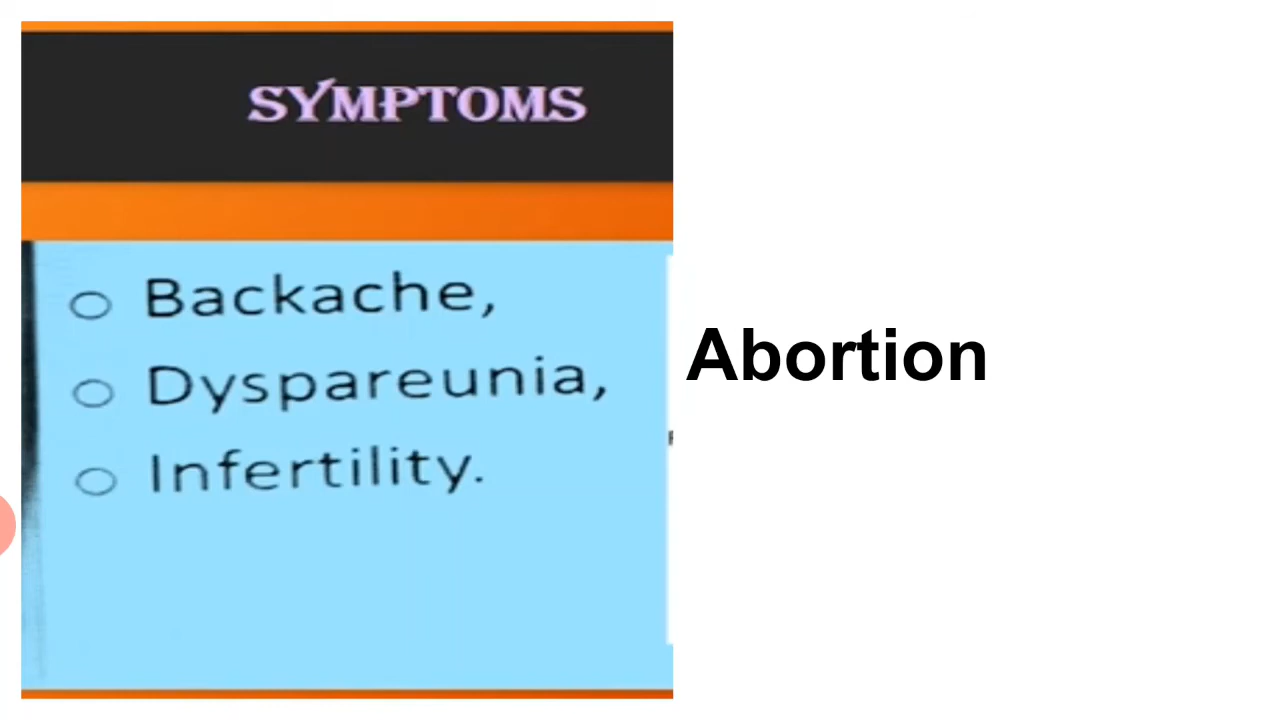 SYMPTOMS
Backache,
Dyspareunia,
Infertility.
Abortion